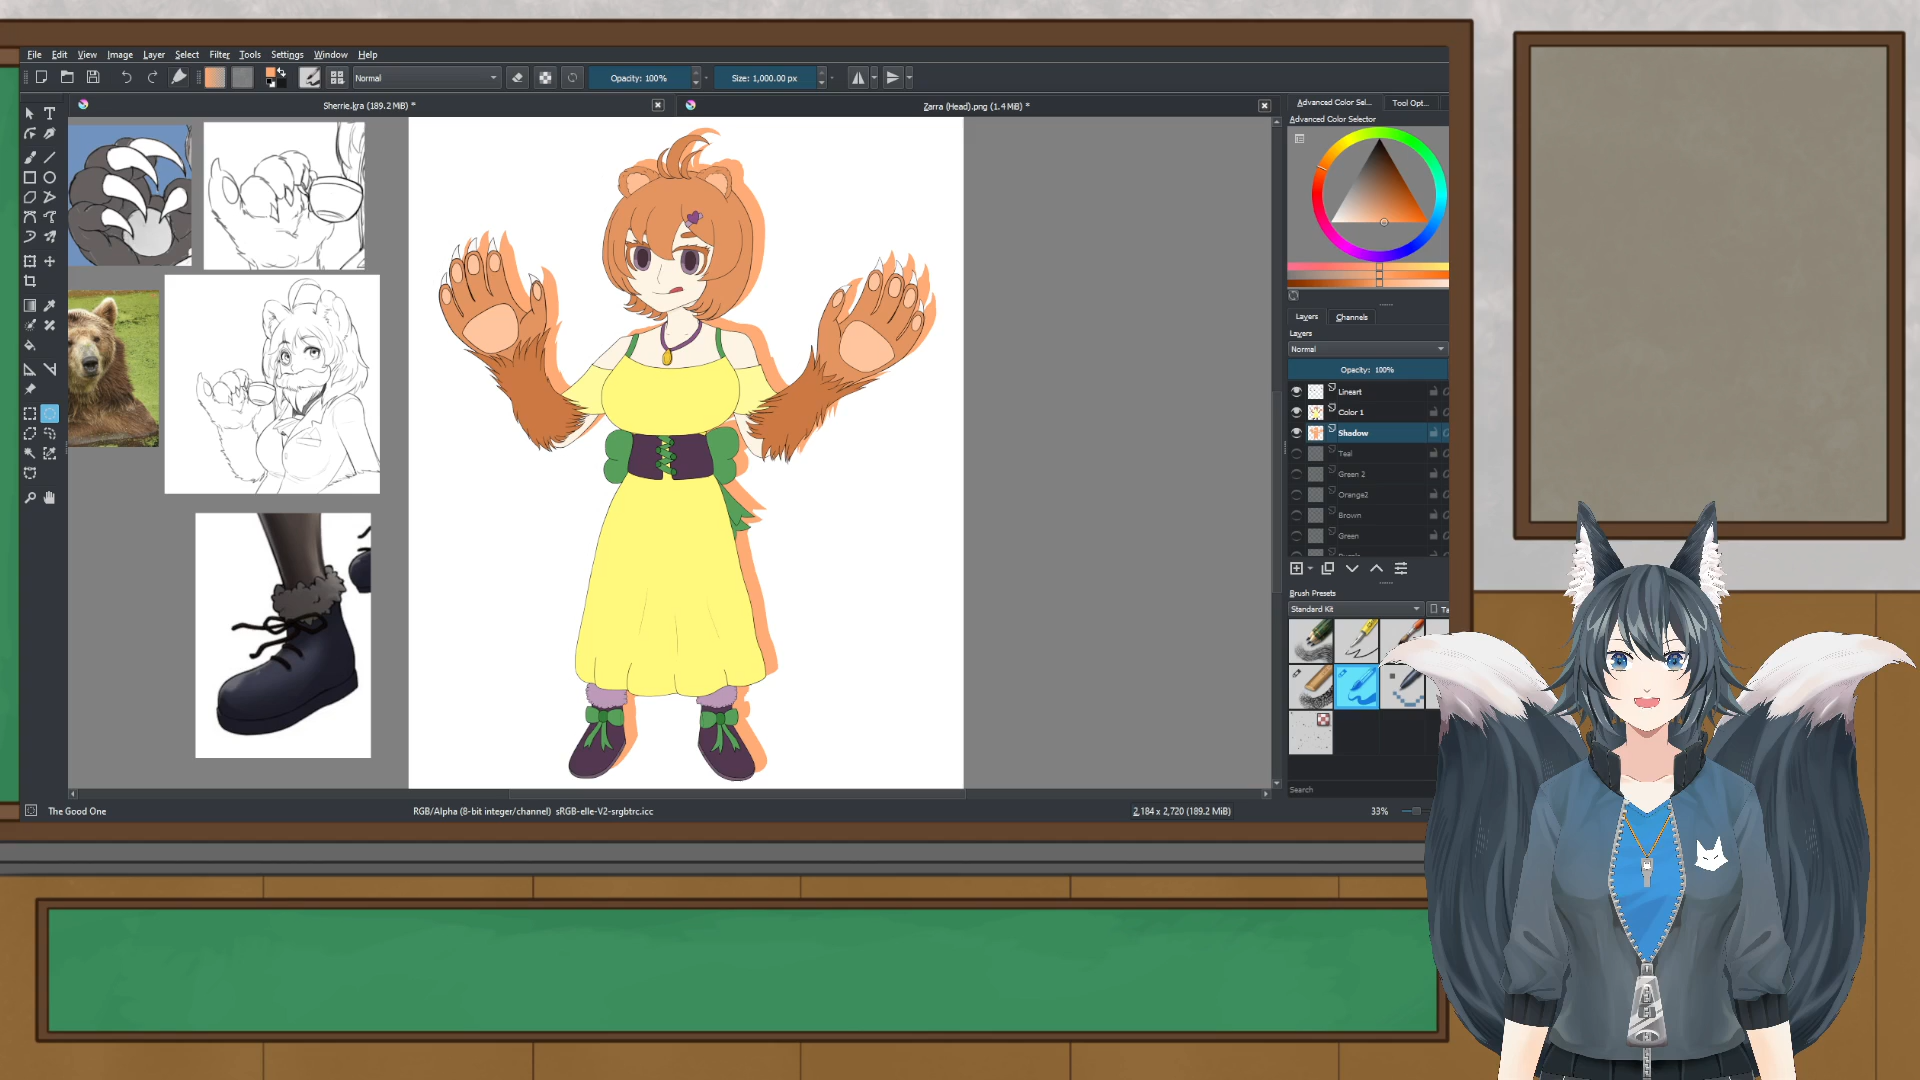 File Edit View Image Layer Select Filter Tools Settings Window Help
Normal
Opacity: 100%
Size: 1,000.00 px
Sherrie.kra (189.2 MiB) *
Zarra (Head).png (1.4 MiB) *
Advanced Color Sel...
Tool Opt...
Advanced Color Selector
Layers
Channels
Layers
Normal
Opacity: 100%
Lineart
Color 1
Shadow
Teal
Green 2
Orange2
Brown
Green
Brush Presets
Standard Kit
Ta
Search
The Good One
RGB/Alpha (8-bit integer/channel) sRGB-elle-V2-srgbtrc.icc
2,184 x 2,720 (189.2 MiB)
33%